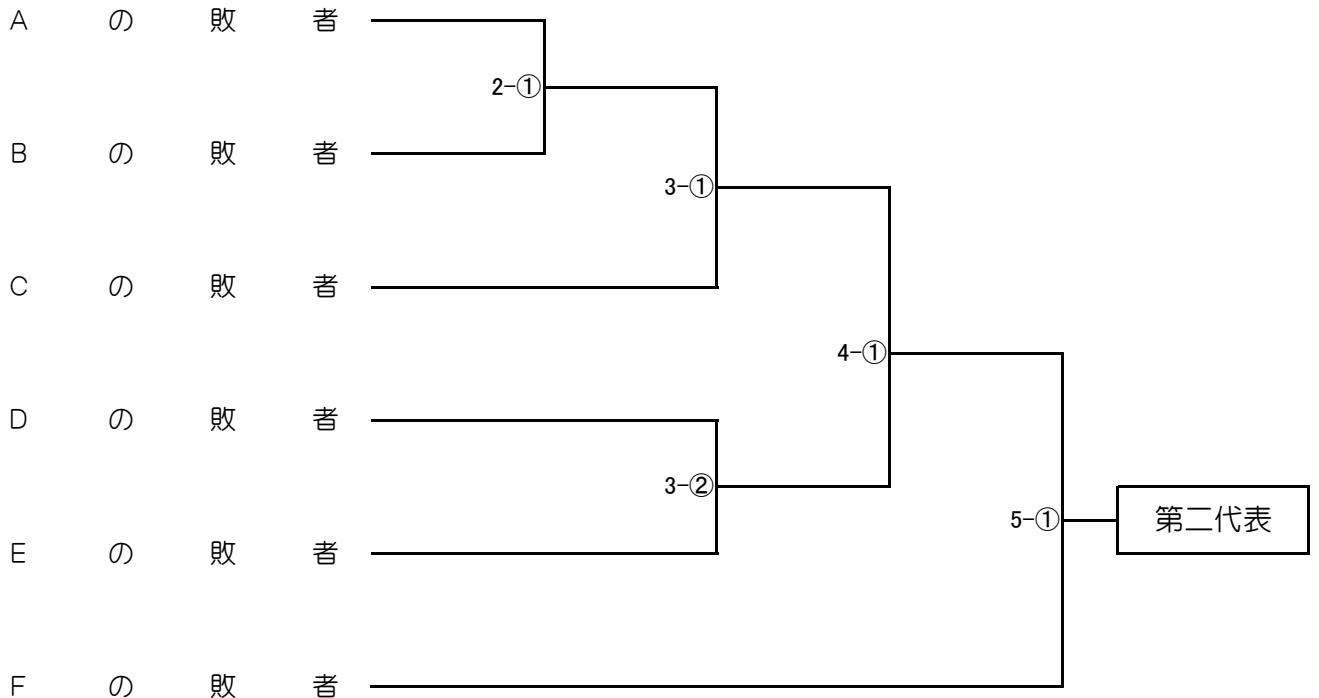 A の 敗 者
2-①
B の 敗 者
3-①
C の 敗 者
4-①
D の 敗 者
3-②
5-①
第二代表
E の 敗 者
F の 敗 者